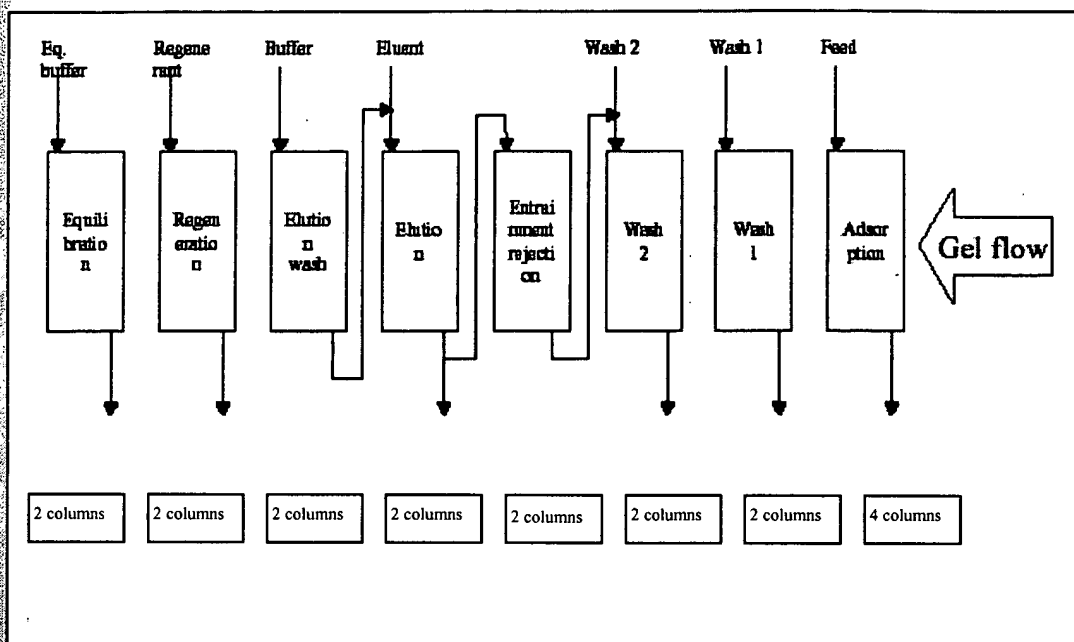 Eq.
buffer
Regene
rant
Buffer
Eluent
Wash 2
Wash 1
Feed
Equili
bratio
n
Regen
eratio
n
Elutio
n
wash
Elutio
n
Entrai
nment
rejecti
on
Wash
2
Wash
1
Adsor
ption
Gel flow
2 columns
2 columns
2 columns
2 columns
2 columns
2 columns
2 columns
4 columns